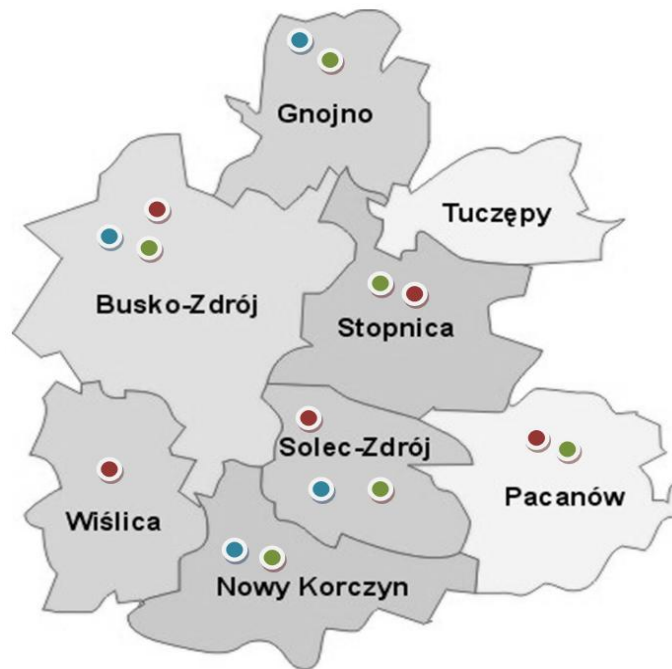 Gnojno
Tuczępy
Busko-Zdrój
Stopnica
Solec-Zdrój
Pacanów
Wiślica
Nowy Korczyn